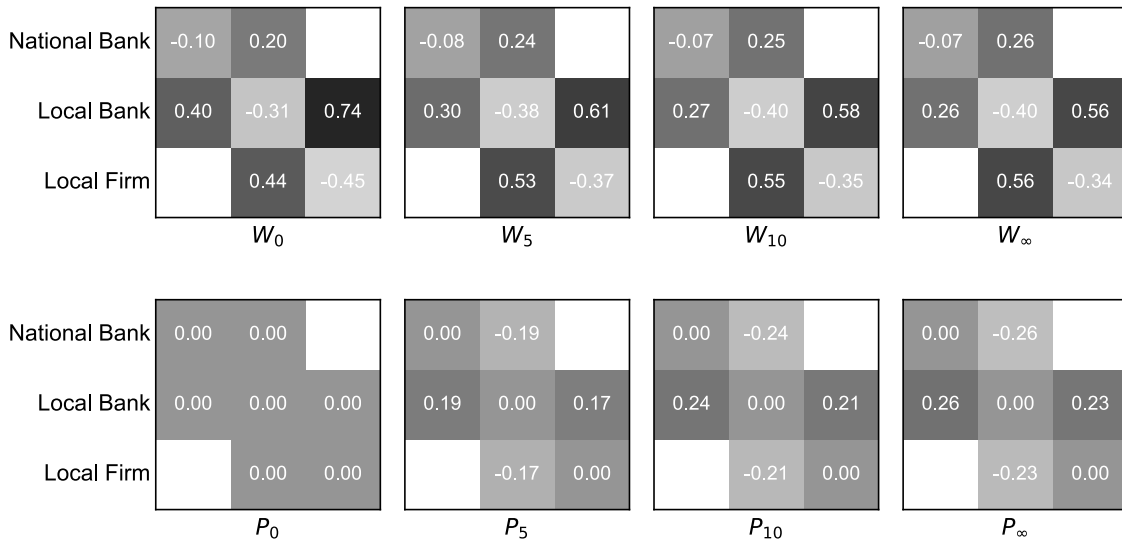 National Bank -0.10 0.20 -0.08 0.24 -0.07 0.25 -0.07 0.26
Local Bank 0.40 -0.31 0.74 0.30 -0.38 0.61 0.27 -0.40 0.58 0.26 -0.40 0.56
Local Firm 0.44 -0.45 0.53 -0.37 0.55 -0.35 0.56 -0.34
W₀ W₅ W₁₀ W∞
National Bank 0.00 0.00 0.00 -0.19 0.00 -0.24 0.00 -0.26
Local Bank 0.00 0.00 0.00 0.19 0.00 0.17 0.24 0.00 0.21 0.26 0.00 0.23
Local Firm 0.00 0.00 -0.17 0.00 -0.21 0.00 -0.23 0.00
P₀ P₅ P₁₀ P∞